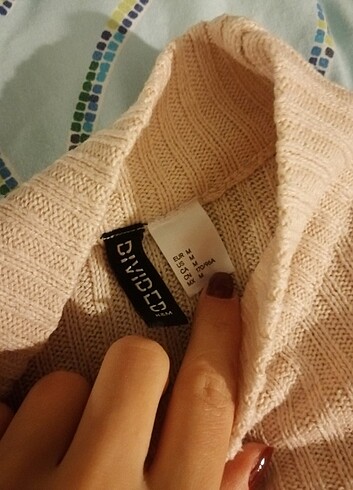 DIVIDED
H&M
EUR M
US M
CA M
CN 170/96A
MX M